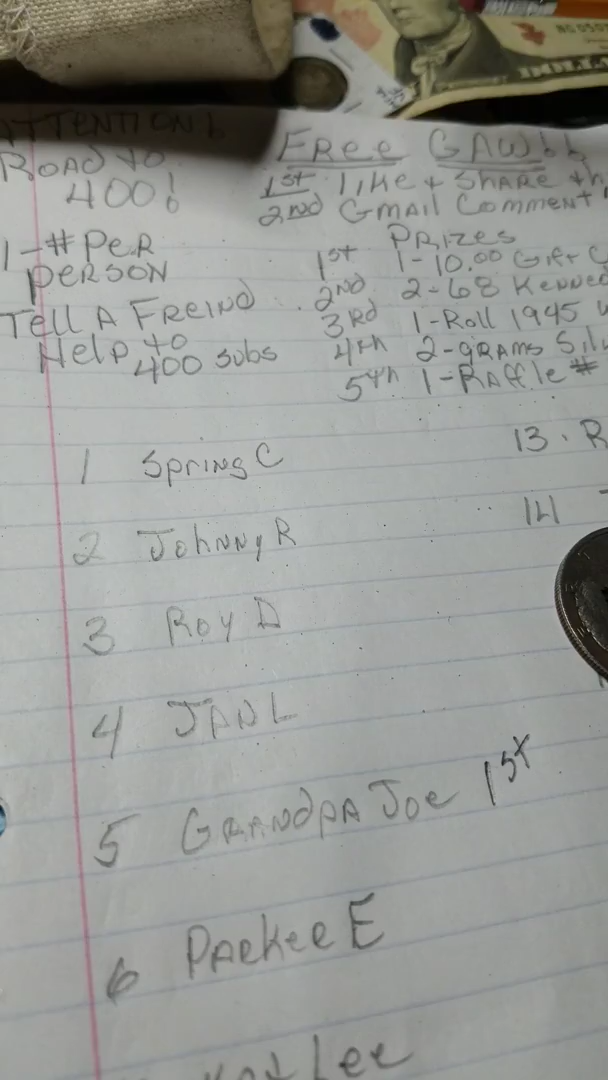 ATTENTION!
ROAD to
400!
1-# PER
PERSON
TELL A FREIND
HELP to
400 SUBS
FREE GAW!!
1st like + SHARE
2nd Gmail Comment
PRIZES
1st 1-10.00 Gift
2nd 2-68
3RD 1-Roll 1945
4th 2-GRAMS
5th 1-RAFFLE #
1 Spring C
2 Johnny R
3 Roy D
4 JAN L
5 GRANDPA Joe 1st
6 PARKER E
Lee
13. R
14